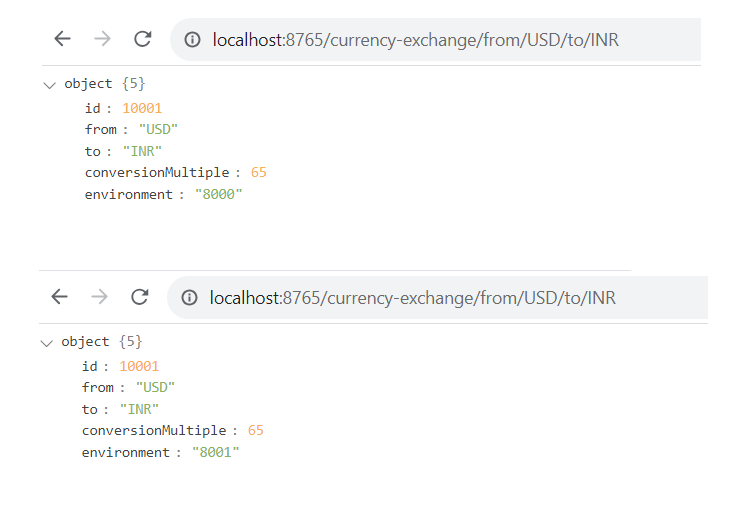 localhost:8765/currency-exchange/from/USD/to/INR
object {5}
id : 10001
from : "USD"
to : "INR"
conversionMultiple : 65
environment : "8000"
localhost:8765/currency-exchange/from/USD/to/INR
object {5}
id : 10001
from : "USD"
to : "INR"
conversionMultiple : 65
environment : "8001"